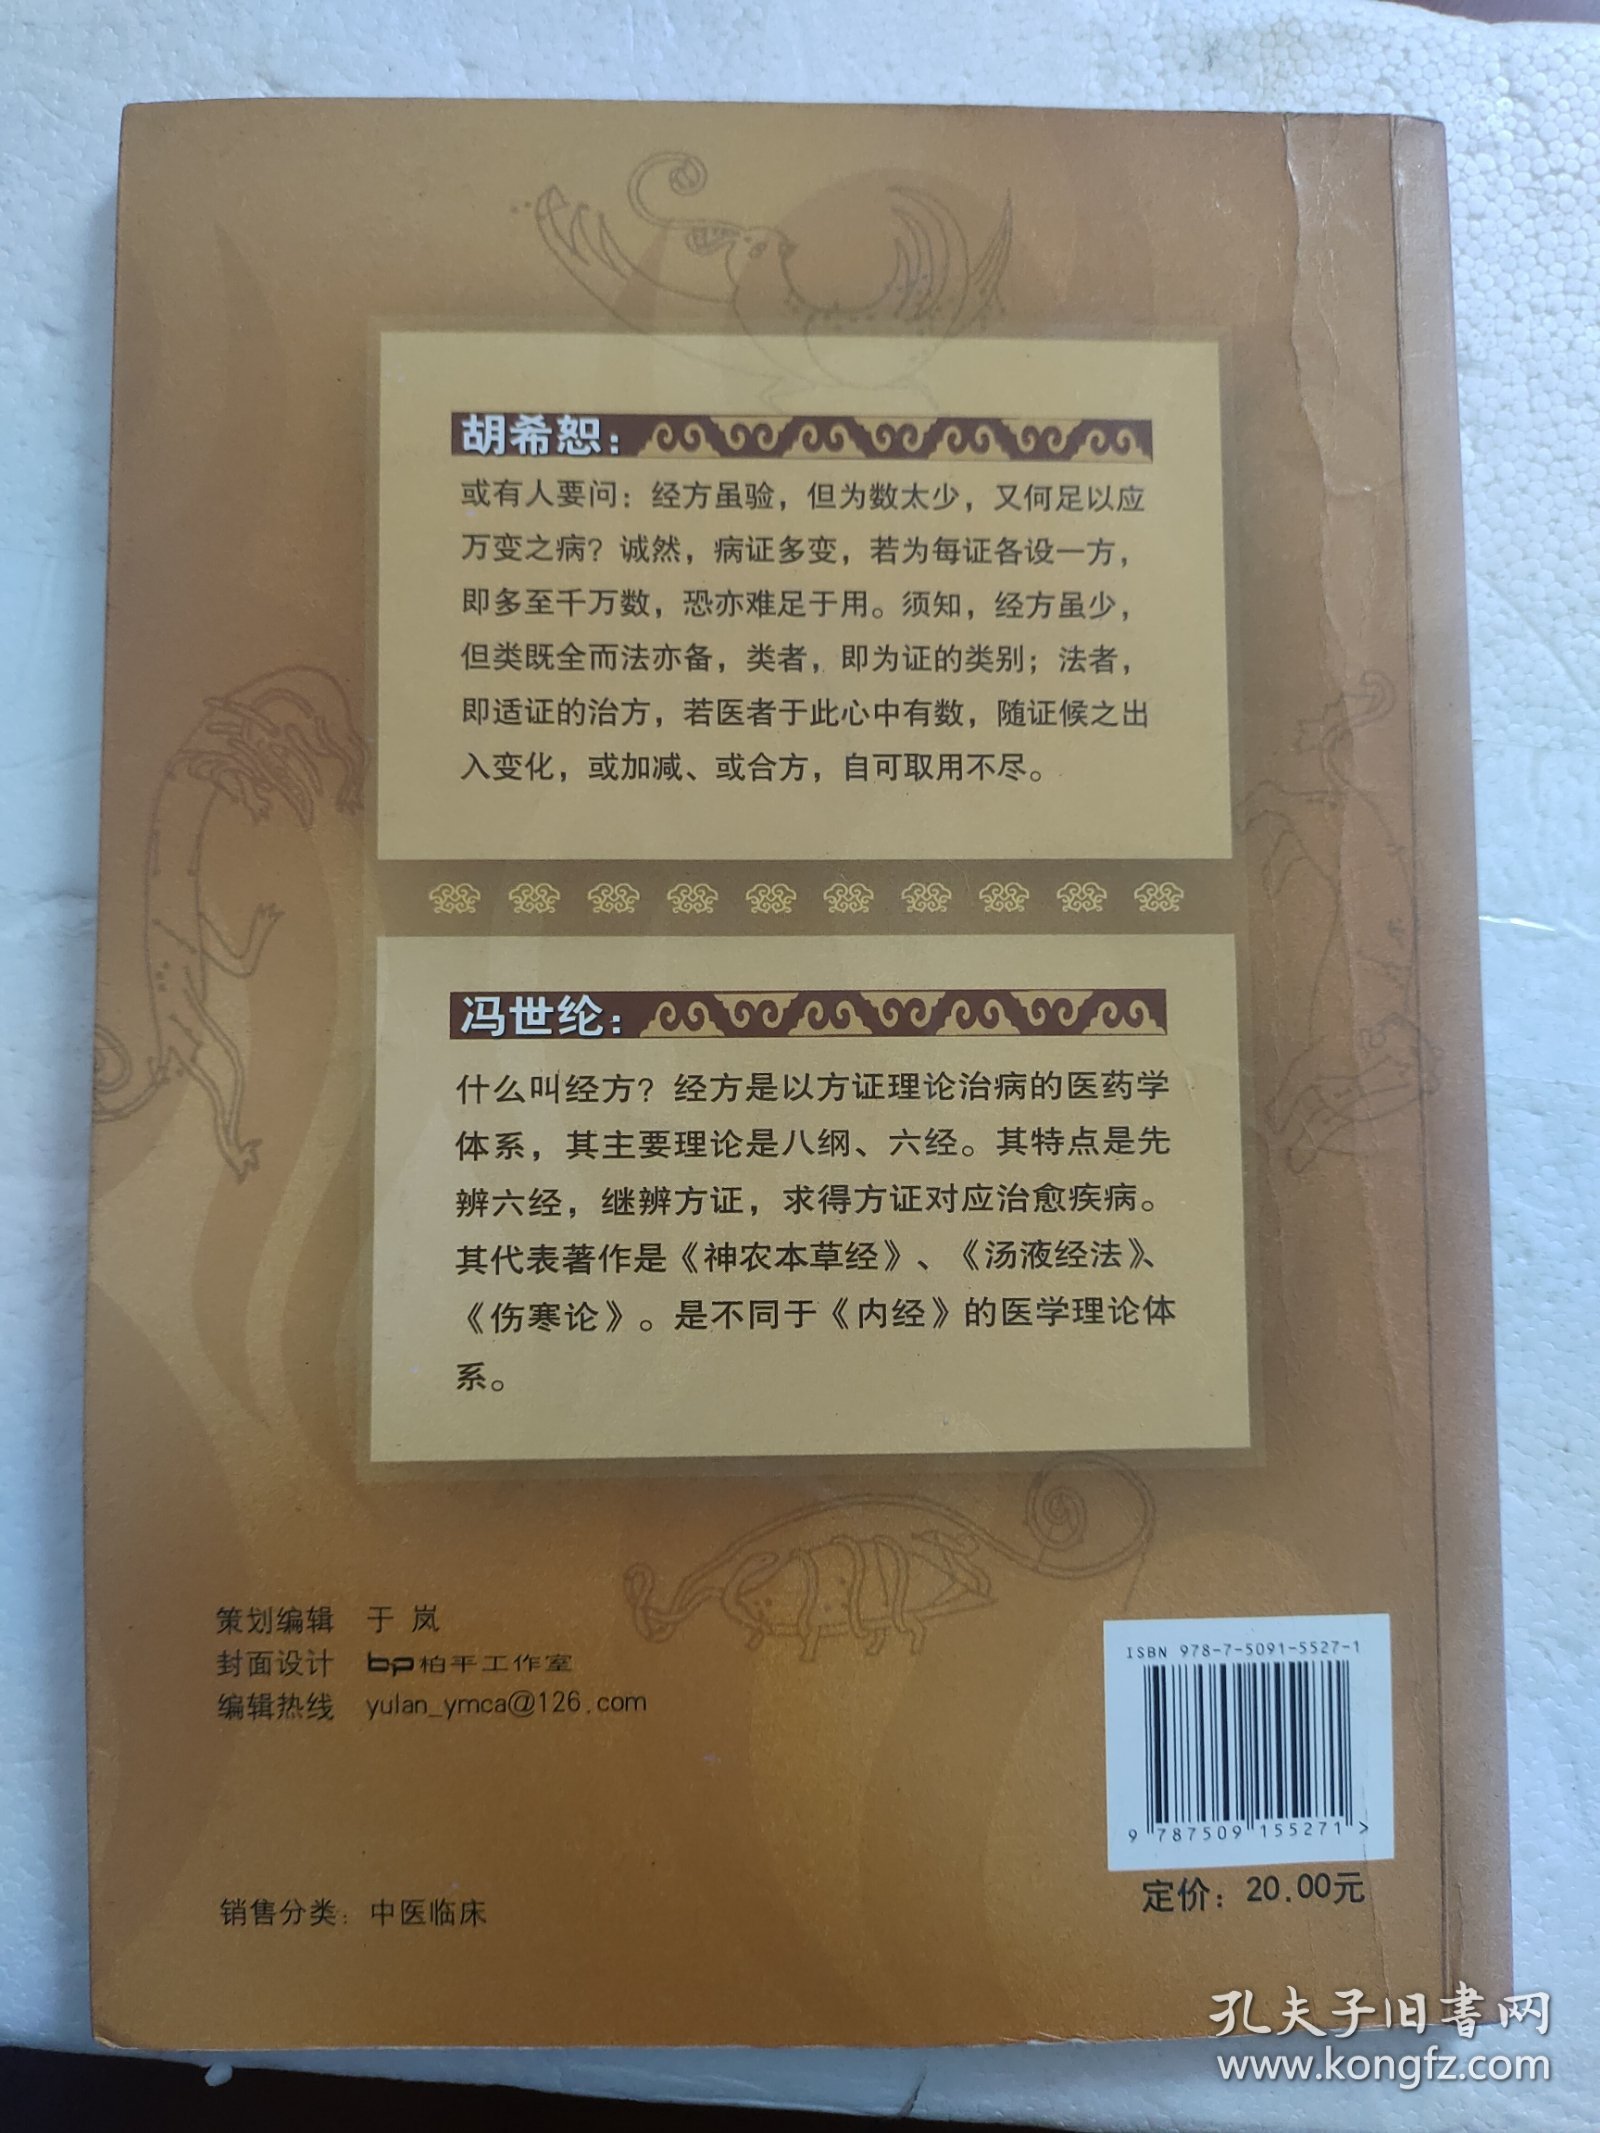 胡希恕：
或有人要问：经方虽验，但为数太少，又何足以应
万变之病？诚然，病证多变，若为每证各设一方，
即多至千万数，恐亦难足于用。须知，经方虽少，
但类既全而法亦备，类者，即为证的类别；法者，
即适证的治方，若医者于此心中有数，随证候之出
入变化，或加减、或合方，自可取用不尽。
冯世纶：
什么叫经方？经方是以方证理论治病的医药学
体系，其主要理论是八纲、六经。其特点是先
辨六经，继辨方证，求得方证对应治愈疾病。
其代表著作是《神农本草经》、《汤液经法》、
《伤寒论》。是不同于《内经》的医学理论体
系。
策划编辑 于 岚
封面设计 bp柏平工作室
编辑热线 yulan_ymca@126.com
销售分类：中医临床
ISBN 978-7-5091-5527-1
9 787509 155271 >
定价：20.00元
孔夫子旧书网
www.kongfz.com